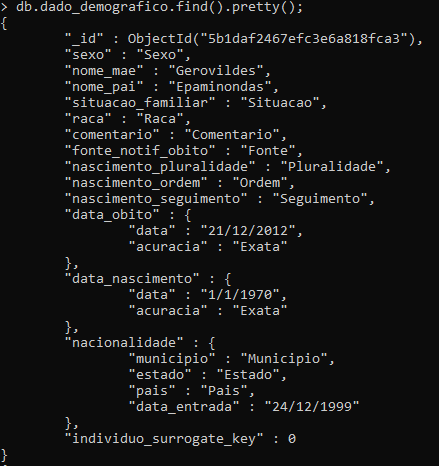 > db.dado_demografico.find().pretty();
{
        "_id" : ObjectId("5b1daf2467efc3e6a818fca3"),
        "sexo" : "Sexo",
        "nome_mae" : "Gerovildes",
        "nome_pai" : "Epaminondas",
        "situacao_familiar" : "Situacao",
        "raca" : "Raca",
        "comentario" : "Comentario",
        "fonte_notif_obito" : "Fonte",
        "nascimento_pluralidade" : "Pluralidade",
        "nascimento_ordem" : "Ordem",
        "nascimento_seguimento" : "Seguimento",
        "data_obito" : {
                "data" : "21/12/2012",
                "acuracia" : "Exata"
        },
        "data_nascimento" : {
                "data" : "1/1/1970",
                "acuracia" : "Exata"
        },
        "nacionalidade" : {
                "municipio" : "Municipio",
                "estado" : "Estado",
                "pais" : "Pais",
                "data_entrada" : "24/12/1999"
        },
        "individuo_surrogate_key" : 0
}